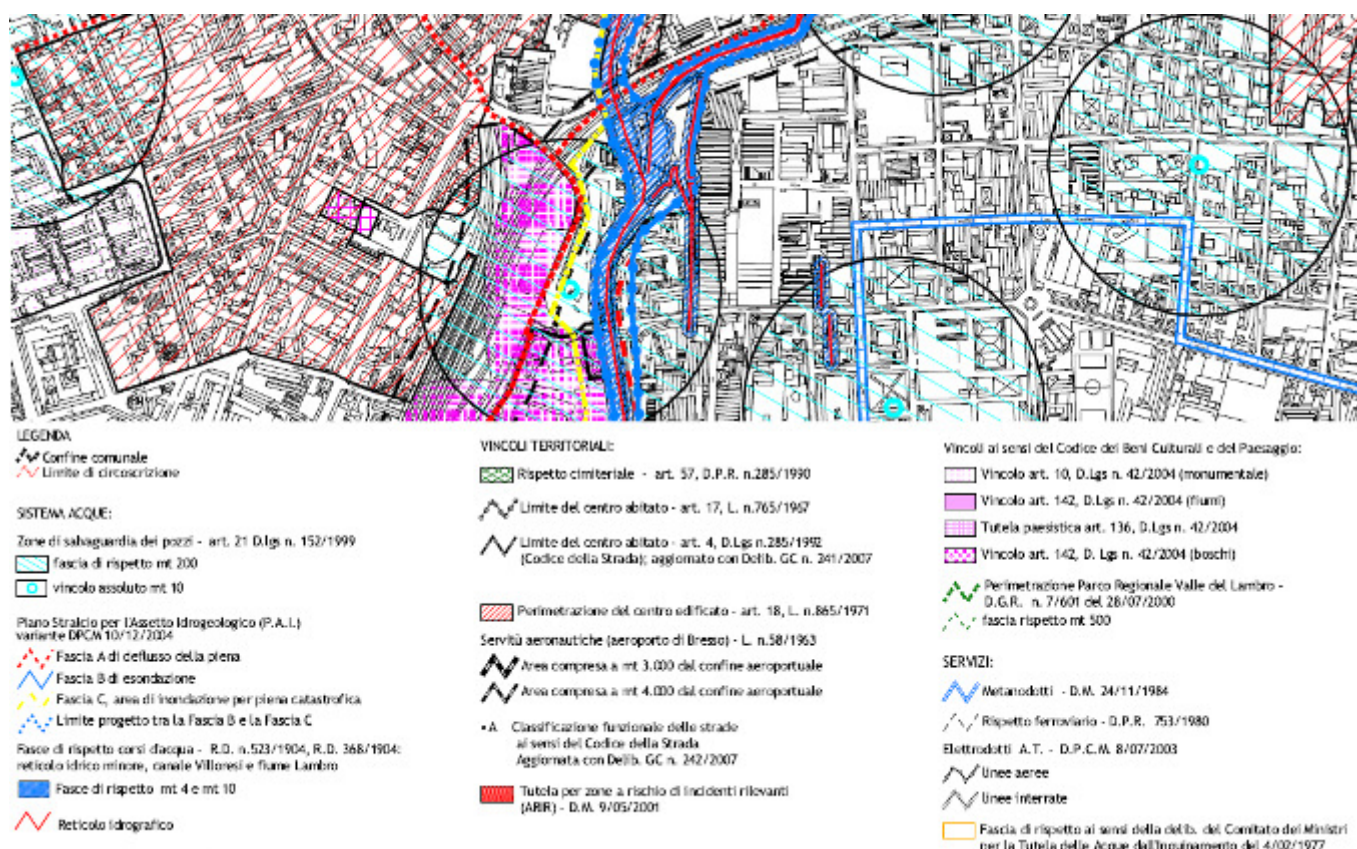 LEGENDA
Confine comunale
Limite di circoscrizione
SISTEMA ACQUE:
Zone di salvaguardia dei pozzi - art. 21 D.lgs n. 152/1999
fascia di rispetto mt 200
vincolo assoluto mt 10
Piano Stralcio per l'Assetto Idrogeologico (P.A.I.)
variante DPCM 10/12/2004
Fascia A di deflusso della piena
Fascia B di esondazione
Fascia C, area di inondazione per piena catastrofica
Limite progetto tra la Fascia B e la Fascia C
Fasce di rispetto corsi d'acqua - R.D. n.523/1904, R.D. 368/1904:
reticolo idrico minore, canale Villoresi e fiume Lambro
Fasce di rispetto mt 4 e mt 10
Reticolo idrografico
VINCOLI TERRITORIALI:
Rispetto cimiteriale - art. 57, D.P.R. n.285/1990
Limite del centro abitato - art. 17, L. n.765/1967
Limite del centro abitato - art. 4, D.Lgs n.285/1992
(Codice della Strada); aggiornato con Delib. GC n. 241/2007
Perimetrazione del centro edificato - art. 18, L. n.865/1971
Servitù aeronautiche (aeroporto di Bresso) - L. n.58/1963
Area compresa a mt 3.000 dal confine aeroportuale
Area compresa a mt 4.000 dal confine aeroportuale
•A Classificazione funzionale delle strade
ai sensi del Codice della Strada
Aggiornata con Delib. GC n. 242/2007
Tutela per zone a rischio di incidenti rilevanti
(ARIR) - D.M. 9/05/2001
Vincoli ai sensi del Codice dei Beni Culturali e del Paesaggio:
Vincolo art. 10, D.Lgs n. 42/2004 (monumentale)
Vincolo art. 142, D.Lgs n. 42/2004 (fiumi)
Tutela paesistica art. 136, D.Lgs n. 42/2004
Vincolo art. 142, D. Lgs n. 42/2004 (boschi)
Perimetrazione Parco Regionale Valle del Lambro -
D.G.R. n. 7/601 del 28/07/2000
fascia rispetto mt 500
SERVIZI:
Metanodotti - D.M. 24/11/1984
Rispetto ferroviario - D.P.R. 753/1980
Elettrodotti A.T. - D.P.C.M. 8/07/2003
linee aeree
linee interrate
Fascia di rispetto ai sensi della delib. del Comitato dei Ministri
per la Tutela delle Acque dall'Inquinamento del 4/02/1977